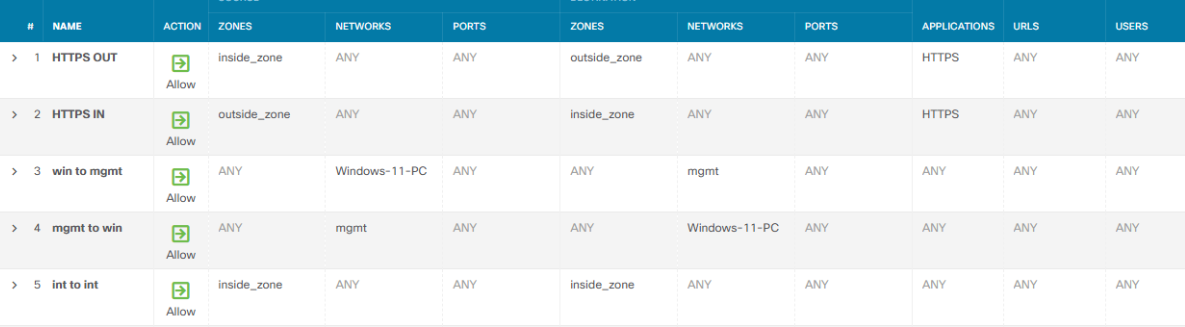 # NAME ACTION ZONES NETWORKS PORTS ZONES NETWORKS PORTS APPLICATIONS URLS USERS
1 HTTPS OUT Allow inside_zone ANY ANY outside_zone ANY ANY HTTPS ANY ANY
2 HTTPS IN Allow outside_zone ANY ANY inside_zone ANY ANY HTTPS ANY ANY
3 win to mgmt Allow ANY Windows-11-PC ANY ANY mgmt ANY ANY ANY ANY
4 mgmt to win Allow ANY mgmt ANY ANY Windows-11-PC ANY ANY ANY ANY
5 int to int Allow inside_zone ANY ANY inside_zone ANY ANY ANY ANY ANY